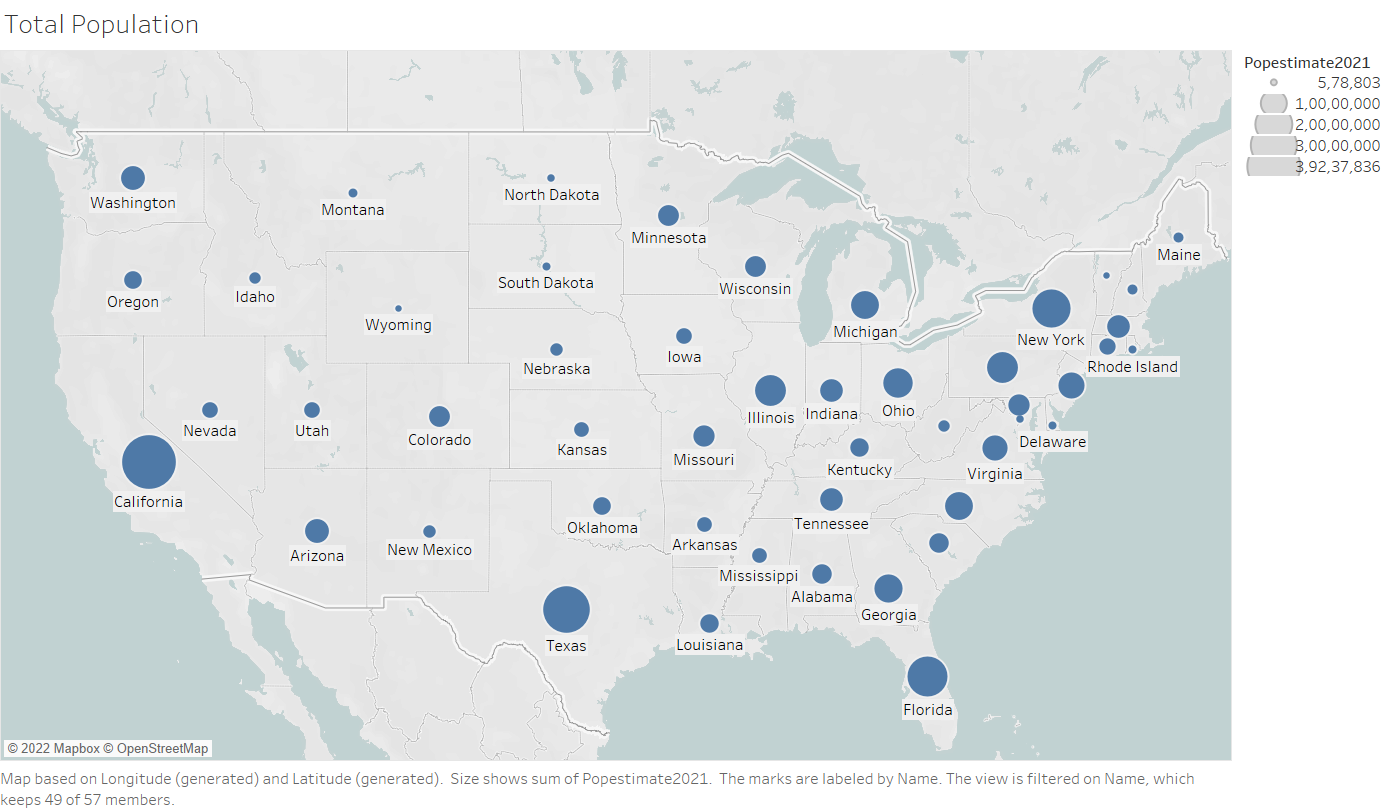 Total Population
Popestimate2021
5,78,803
1,00,00,000
2,00,00,000
3,00,00,000
3,92,37,836
Washington
Montana
North Dakota
Minnesota
Maine
Oregon
Idaho
South Dakota
Wisconsin
Wyoming
Michigan
New York
Nebraska
Iowa
Rhode Island
Nevada
Utah
Colorado
Kansas
Missouri
Illinois
Indiana
Ohio
Delaware
Kentucky
Virginia
California
Arizona
New Mexico
Oklahoma
Arkansas
Tennessee
Mississippi
Alabama
Georgia
Texas
Louisiana
Florida
© 2022 Mapbox © OpenStreetMap
Map based on Longitude (generated) and Latitude (generated). Size shows sum of Popestimate2021. The marks are labeled by Name. The view is filtered on Name, which
keeps 49 of 57 members.